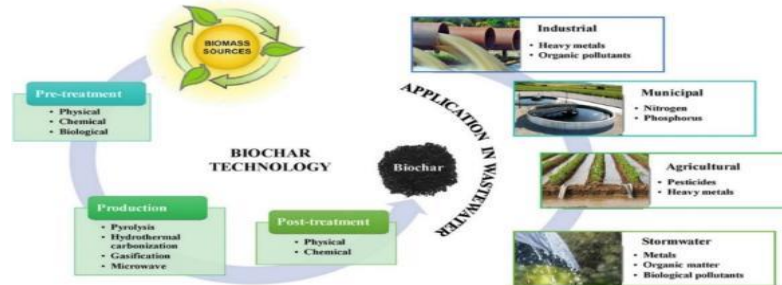 BIOMASS
SOURCES
Pre-treatment
• Physical
• Chemical
• Biological
Production
• Pyrolysis
• Hydrothermal
carbonization
• Gasification
• Microwave
BIOCHAR
TECHNOLOGY
Post-treatment
• Physical
• Chemical
Biochar
APPLICATION IN WASTEWATER
Industrial
• Heavy metals
• Organic pollutants
Municipal
• Nitrogen
• Phosphorus
Agricultural
• Pesticides
• Heavy metals
Stormwater
• Metals
• Organic matter
• Biological pollutants